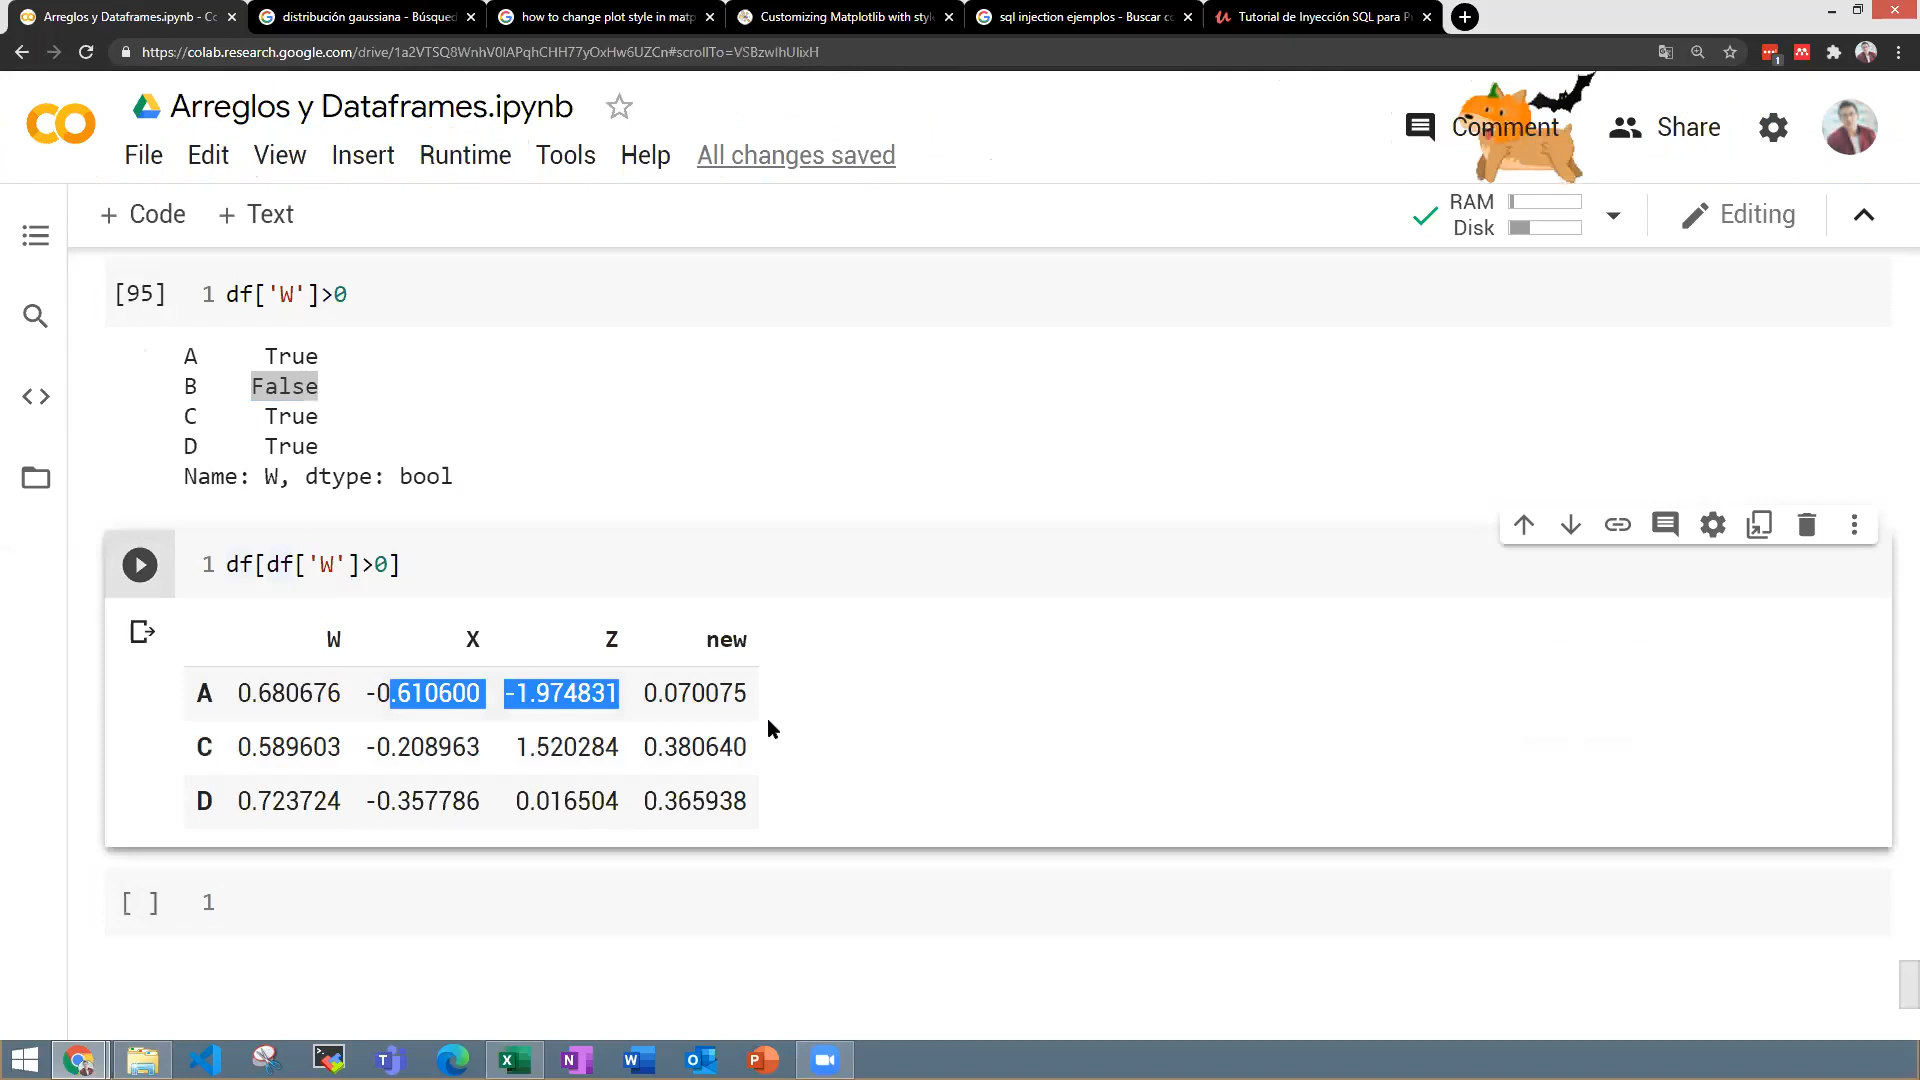 Arreglos y Dataframes.ipynb - Co
distribución gaussiana - Búsqued
how to change plot style in matp
Customizing Matplotlib with styl
sql injection ejemplos - Buscar co
Tutorial de Inyección SQL para P
https://colab.research.google.com/drive/1a2VTSQ8WnhV0lAPqhCHH77yOxHw6UZCn#scrollTo=VSBzwIhUlixH
Arreglos y Dataframes.ipynb
Comment
Share
File Edit View Insert Runtime Tools Help All changes saved
+ Code + Text
RAM
Disk
Editing
[95] 1 df['W']>0
A True
B False
C True
D True
Name: W, dtype: bool
1 df[df['W']>0]
W X Z new
A 0.680676 -0.610600 -1.974831 0.070075
C 0.589603 -0.208963 1.520284 0.380640
D 0.723724 -0.357786 0.016504 0.365938
[ ] 1